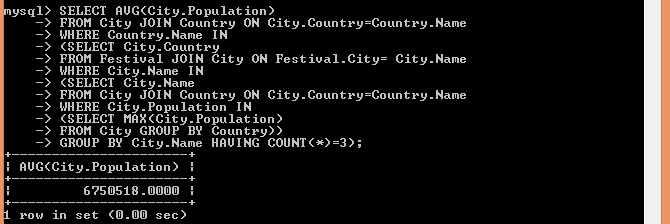 mysql> SELECT AVG(City.Population)
-> FROM City JOIN Country ON City.Country=Country.Name
-> WHERE Country.Name IN
-> (SELECT City.Country
-> FROM Festival JOIN City ON Festival.City= City.Name
-> WHERE City.Name IN
-> (SELECT City.Name
-> FROM City JOIN Country ON City.Country=Country.Name
-> WHERE City.Population IN
-> (SELECT MAX(City.Population)
-> FROM City GROUP BY Country))
-> GROUP BY City.Name HAVING COUNT(*)=3);
+----------------------+
| AVG(City.Population) |
+----------------------+
|         6750518.0000 |
+----------------------+
1 row in set (0.00 sec)